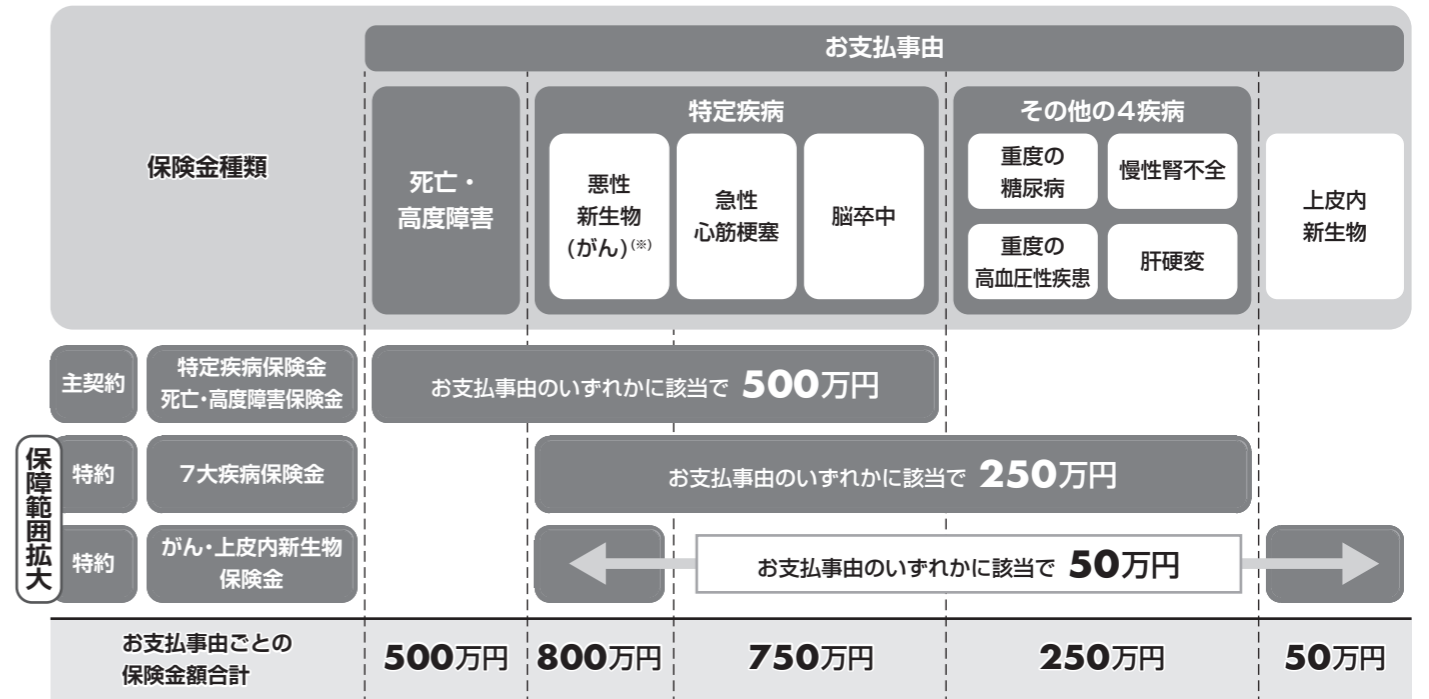 お支払事由
保険金種類
死亡・
高度障害
特定疾病
悪性
新生物
(がん)(※)
急性
心筋梗塞
脳卒中
その他の4疾病
重度の
糖尿病
慢性腎不全
重度の
高血圧性疾患
肝硬変
上皮内
新生物
保障範囲拡大
主契約
特定疾病保険金
死亡・高度障害保険金
お支払事由のいずれかに該当で 500万円
特約
7大疾病保険金
お支払事由のいずれかに該当で 250万円
特約
がん・上皮内新生物
保険金
お支払事由のいずれかに該当で 50万円
お支払事由ごとの
保険金額合計
500万円
800万円
750万円
250万円
50万円